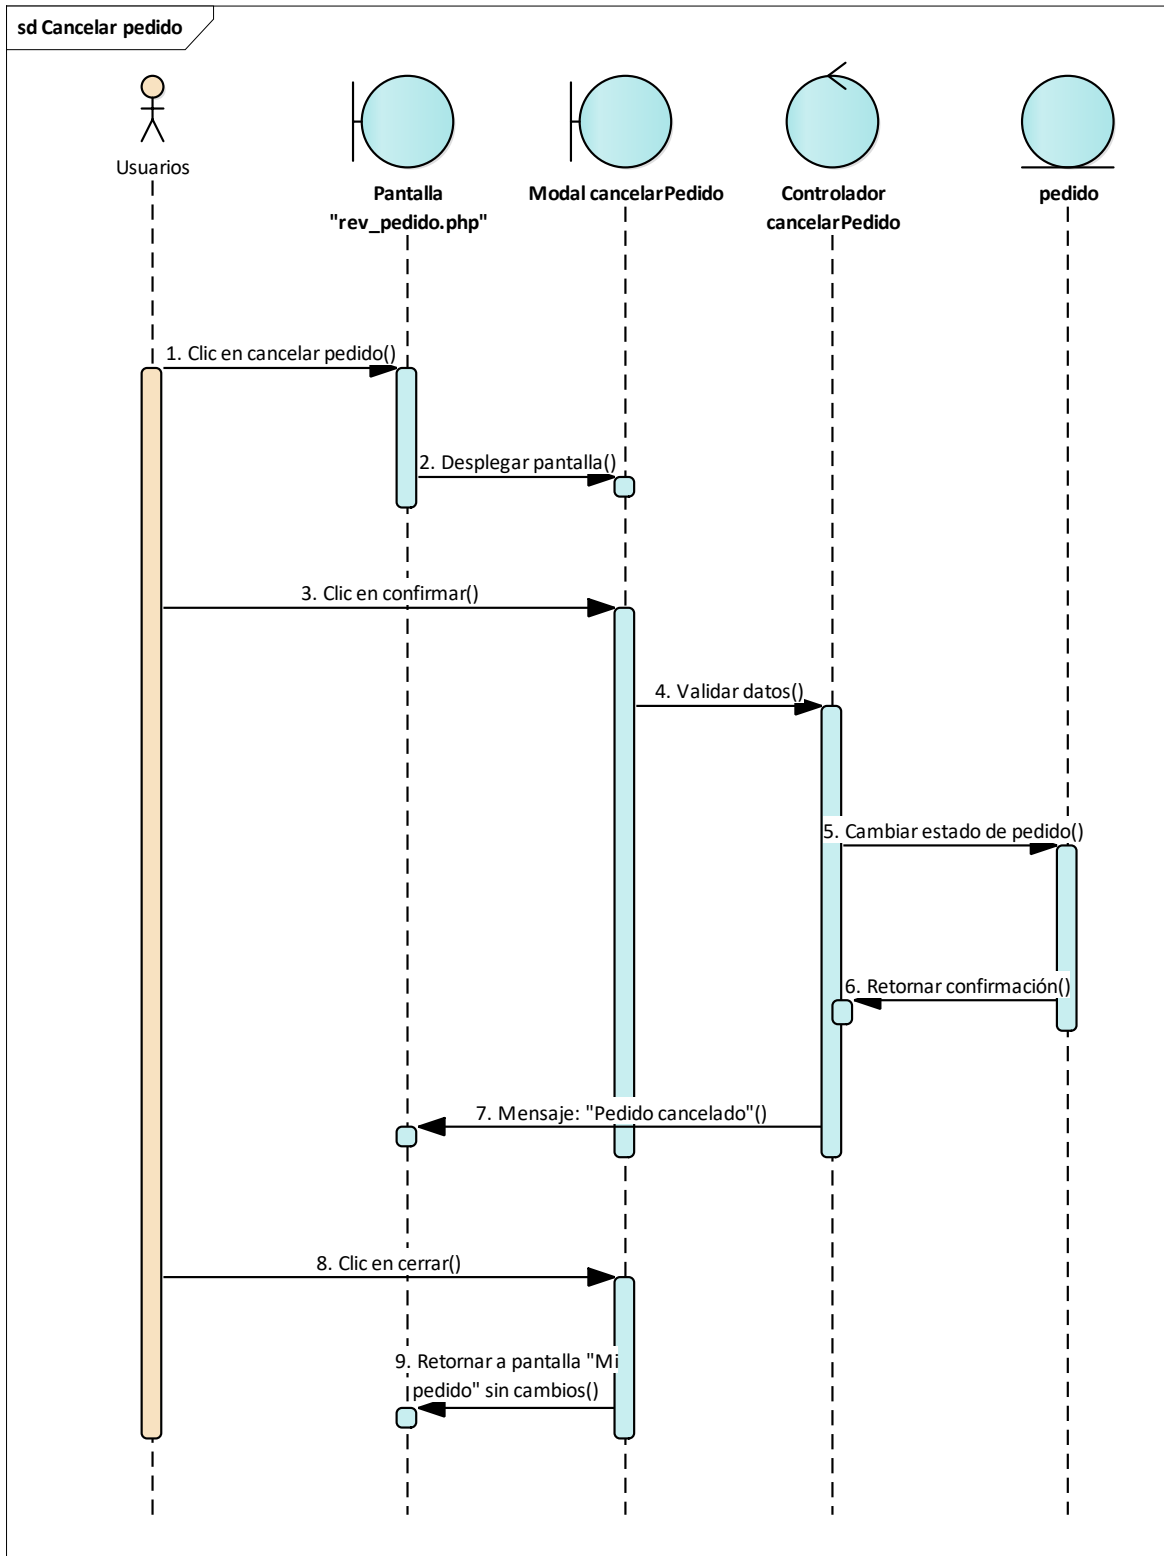 sd Cancelar pedido
Usuarios
Pantalla
"rev_pedido.php"
Modal cancelarPedido
Controlador
cancelarPedido
pedido
1. Clic en cancelar pedido()
2. Desplegar pantalla()
3. Clic en confirmar()
4. Validar datos()
5. Cambiar estado de pedido()
6. Retornar confirmación()
7. Mensaje: "Pedido cancelado"()
8. Clic en cerrar()
9. Retornar a pantalla "Mi
pedido" sin cambios()